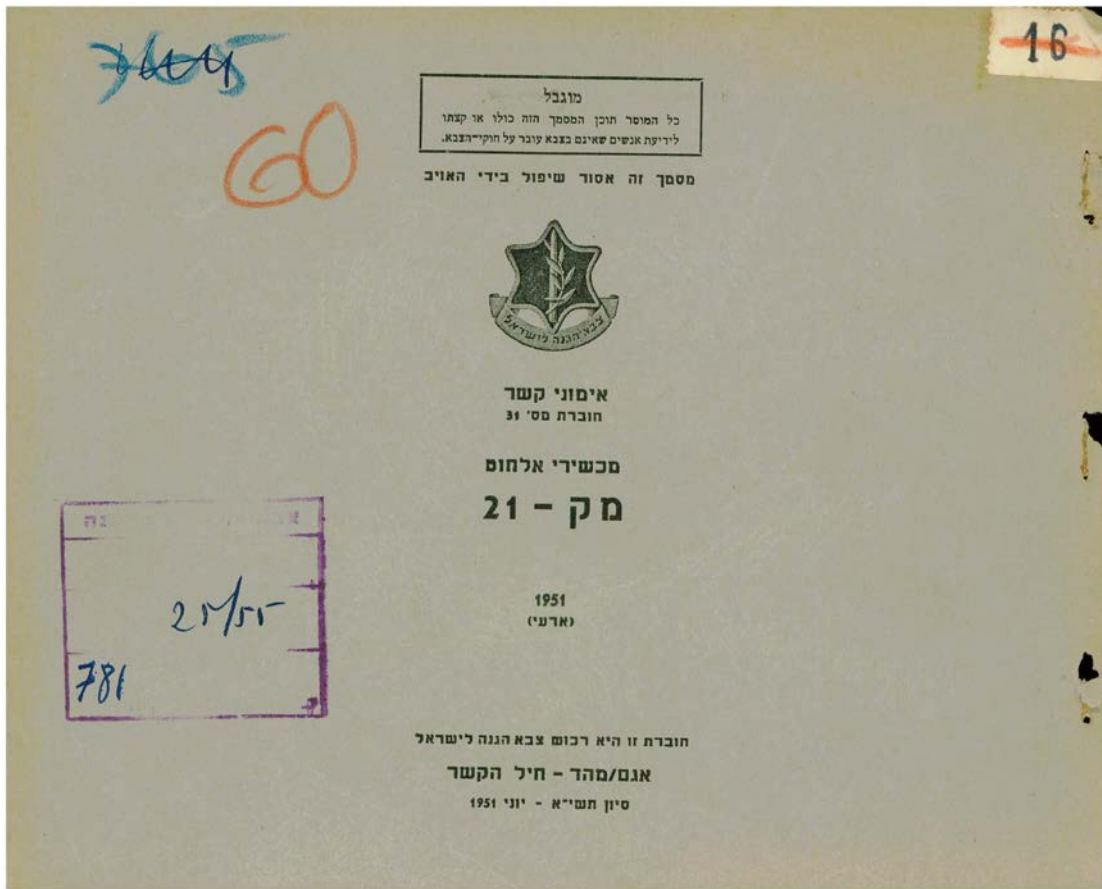 16
60
מוגבל
כל המוסר תוכן המסמך הזה כולו או קצתו
לידיעת אנשים שאינם בצבא עובר על חוקי־הצבא.
מסמך זה אסור שיפול בידי האויב
צבא הגנה לישראל
אימוני קשר
חוברת מס' 31
מכשירי אלחוט
מק – 21
1951
(ארעי)
25/55
781
חוברת זו היא רכוש צבא הגנה לישראל
אגם/מהד – חיל הקשר
סיון תשי״א - יוני 1951